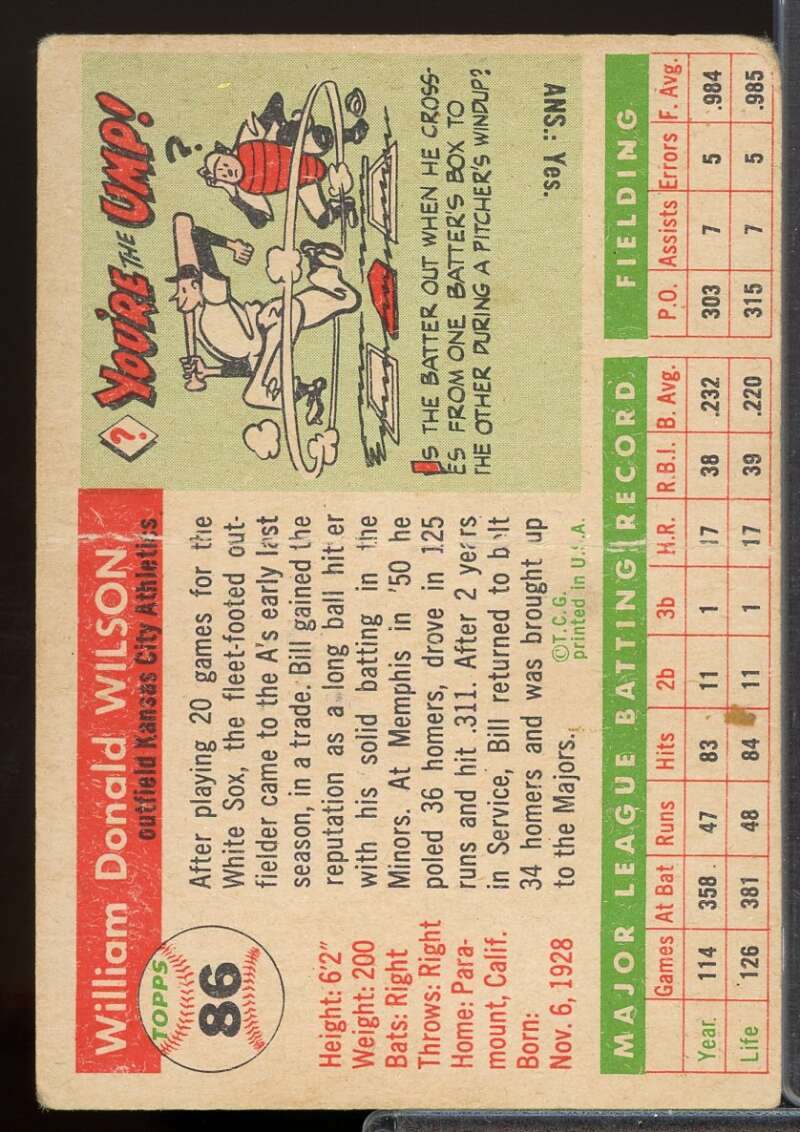 TOPPS
86
William Donald WILSON
outfield Kansas City Athletics
Height: 6'2"
Weight: 200
Bats: Right
Throws: Right
Home: Para-
mount, Calif.
Born:
Nov. 6, 1928
After playing 20 games for the
White Sox, the fleet-footed out-
fielder came to the A's early last
season, in a trade. Bill gained the
reputation as a long ball hitter
with his solid batting in the
Minors. At Memphis in '50 he
poled 36 homers, drove in 125
runs and hit .311. After 2 years
in Service, Bill returned to belt
34 homers and was brought up
to the Majors.
©T.C.G.
printed in U.S.A.
? YOU'RE THE UMP!
?
IS THE BATTER OUT WHEN HE CROSS-
ES FROM ONE BATTER'S BOX TO
THE OTHER DURING A PITCHER'S WINDUP?
ANS.: Yes.
MAJOR LEAGUE BATTING RECORD FIELDING
Games At Bat Runs Hits 2b 3b H.R. R.B.I. B. Avg. P.O. Assists Errors F. Avg.
Year 114 358 47 83 11 1 17 38 .232 303 7 5 .984
Life 126 381 48 84 11 1 17 39 .220 315 7 5 .985